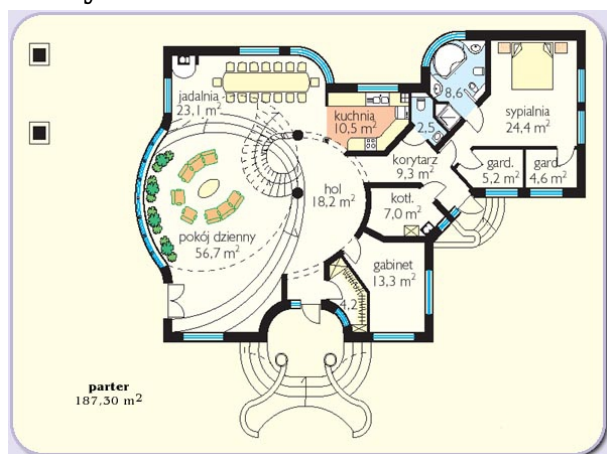 jadalnia
23,1 m²
kuchnia
10,5 m²
2,5
8,6
sypialnia
24,4 m²
korytarz
9,3 m²
gard.
5,2 m²
gard
4,6 m²
hol
18,2 m²
kotł.
7,0 m²
pokój dzienny
56,7 m²
gabinet
13,3 m²
4,2
parter
187,30 m²